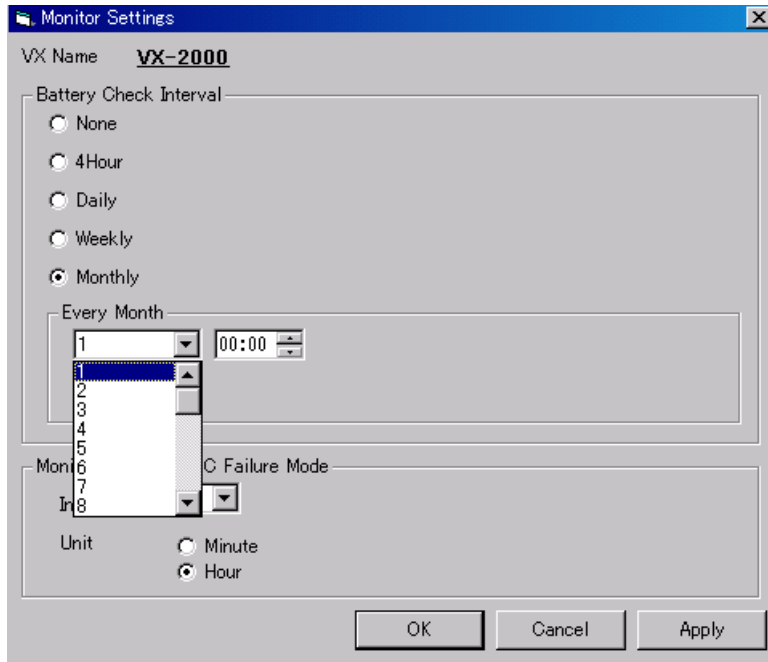 Monitor Settings
VX Name VX-2000
Battery Check Interval
None
4Hour
Daily
Weekly
Monthly
Every Month
1 00:00
1
2
3
4
5
6
7
8
Moni C Failure Mode
In
Unit Minute
Hour
OK Cancel Apply